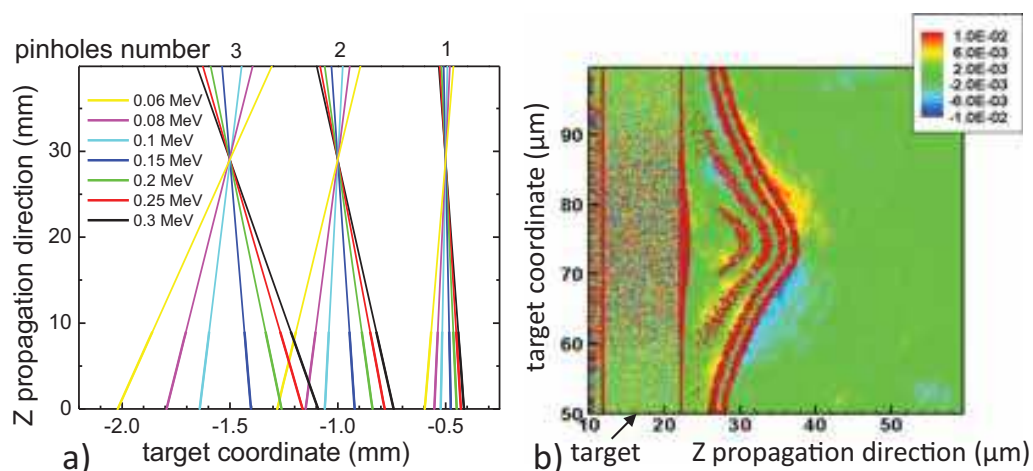 pinholes number 3 2 1
0.06 MeV
0.08 MeV
0.1 MeV
0.15 MeV
0.2 MeV
0.25 MeV
0.3 MeV
Z propagation direction (mm)
30
20
10
0
-2.0 -1.5 -1.0 -0.5
a) target coordinate (mm)
b)
1.0E-02
6.0E-03
2.0E-03
-2.0E-03
-6.0E-03
-1.0E-02
target coordinate (μm)
90
80
70
60
50
10 20 30 40 50
target Z propagation direction (μm)